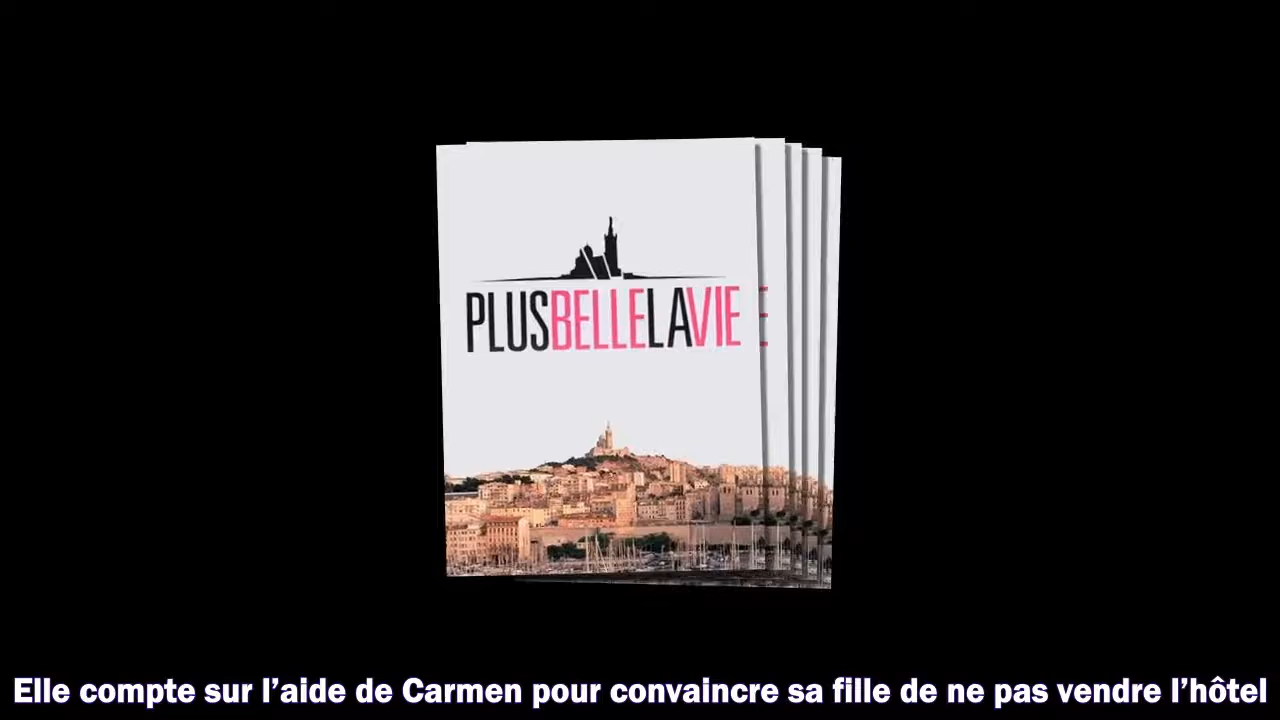 PLUSBELLELAVIE
E
Elle compte sur l’aide de Carmen pour convaincre sa fille de ne pas vendre l’hôtel